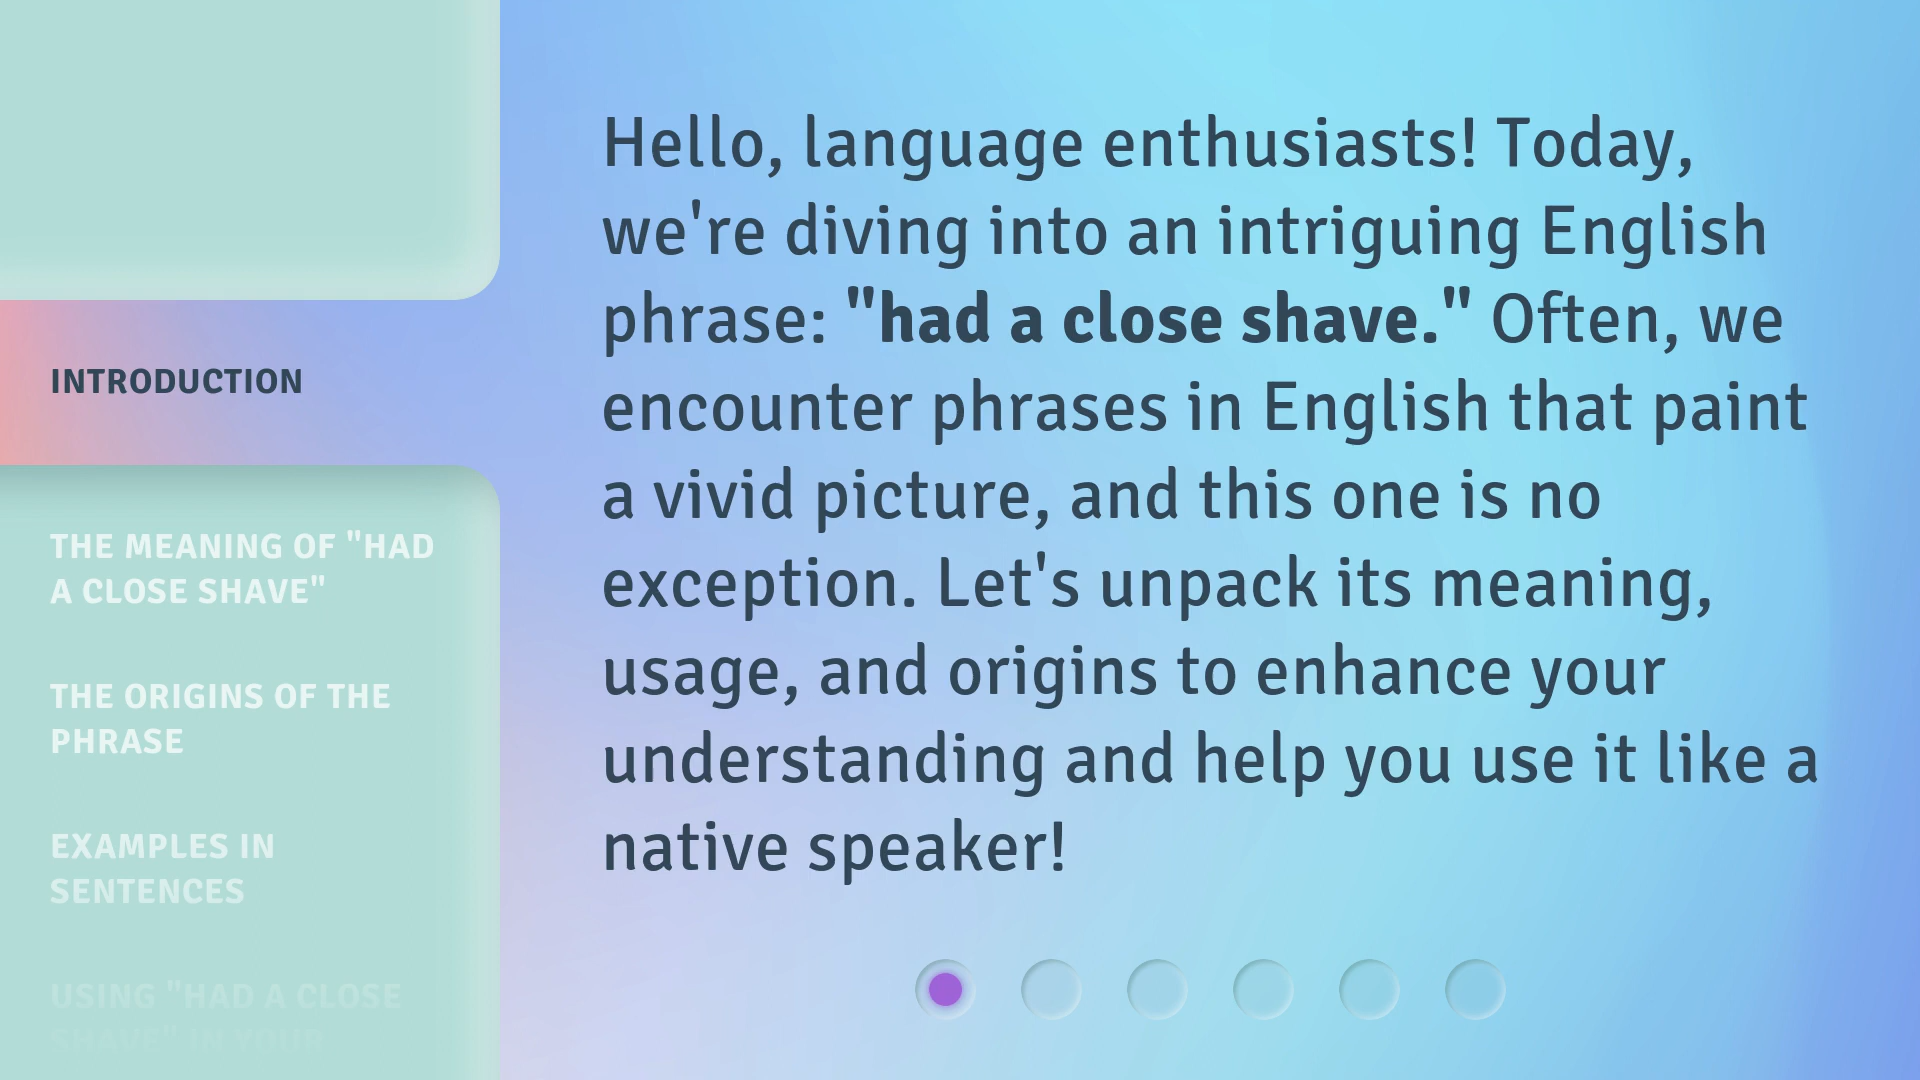 INTRODUCTION
THE MEANING OF "HAD
A CLOSE SHAVE"
THE ORIGINS OF THE
PHRASE
EXAMPLES IN
SENTENCES
USING "HAD A CLOSE
SHAVE" IN YOUR
Hello, language enthusiasts! Today,
we're diving into an intriguing English
phrase: "had a close shave." Often, we
encounter phrases in English that paint
a vivid picture, and this one is no
exception. Let's unpack its meaning,
usage, and origins to enhance your
understanding and help you use it like a
native speaker!